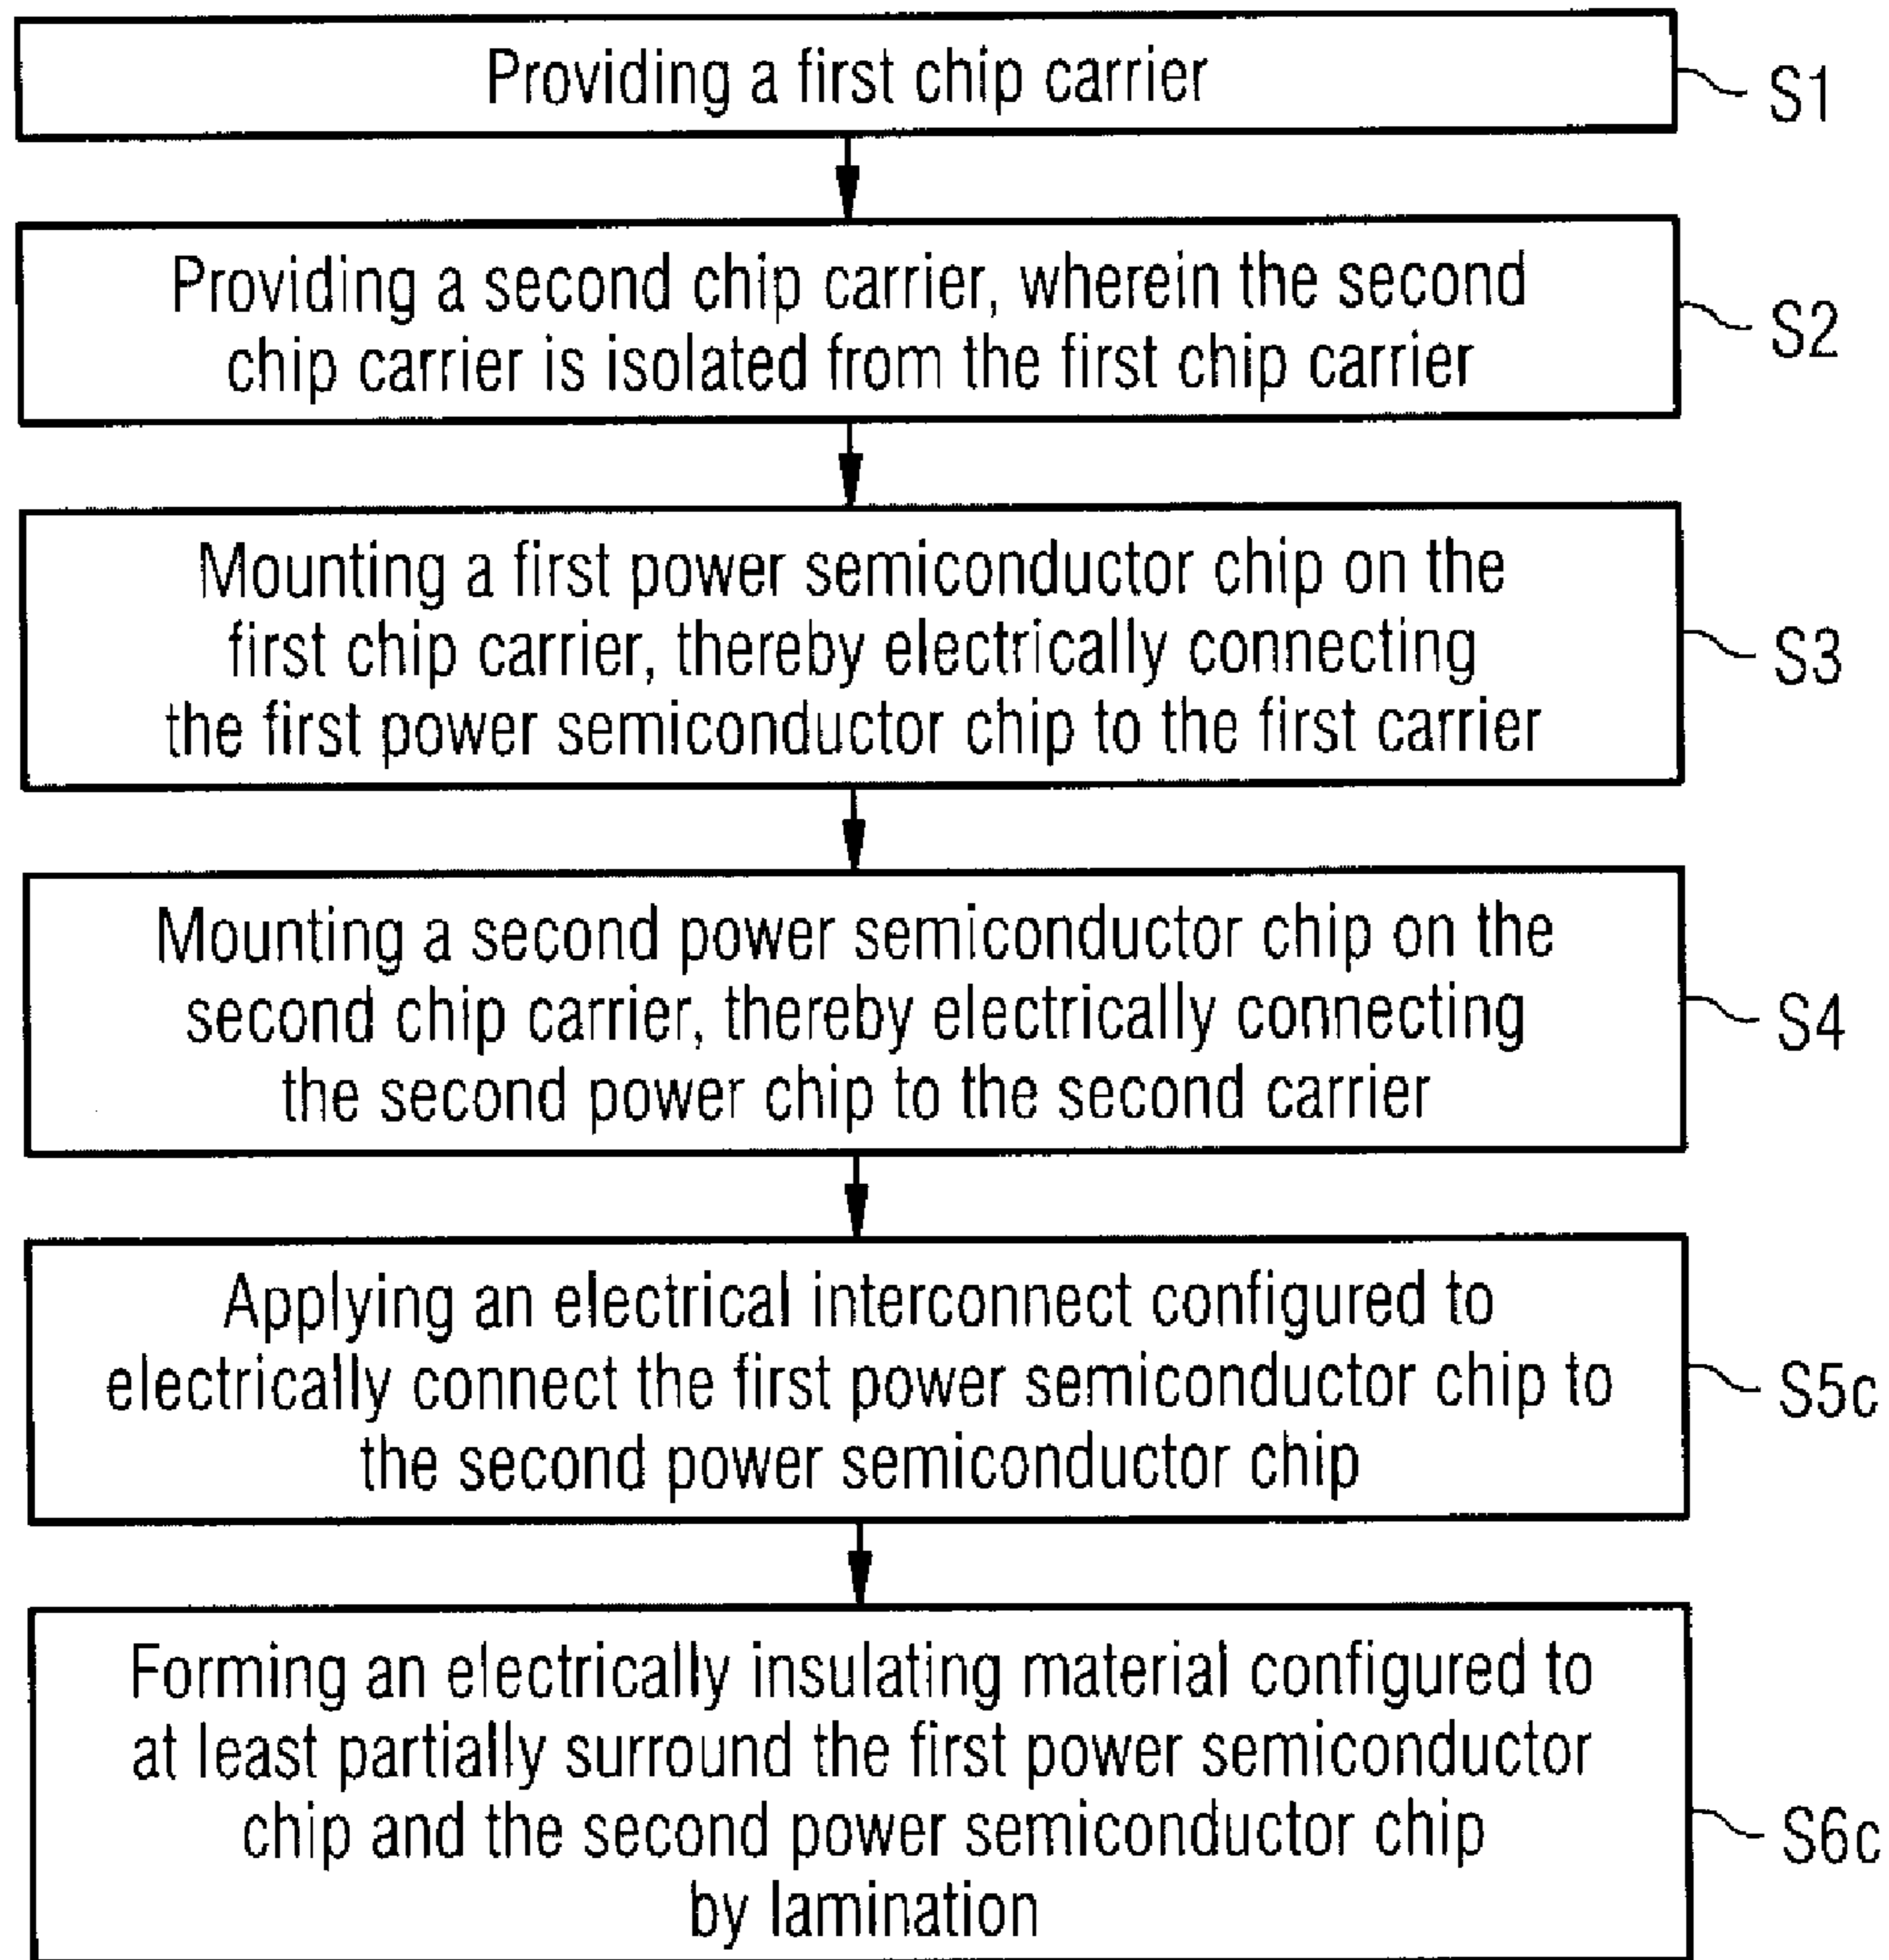 Providing a first chip carrier
S1
Providing a second chip carrier, wherein the second
chip carrier is isolated from the first chip carrier
S2
Mounting a first power semiconductor chip on the
first chip carrier, thereby electrically connecting
the first power semiconductor chip to the first carrier
S3
Mounting a second power semiconductor chip on the
second chip carrier, thereby electrically connecting
the second power chip to the second carrier
S4
Applying an electrical interconnect configured to
electrically connect the first power semiconductor chip to
the second power semiconductor chip
S5c
Forming an electrically insulating material configured to
at least partially surround the first power semiconductor
chip and the second power semiconductor chip
by lamination
S6c